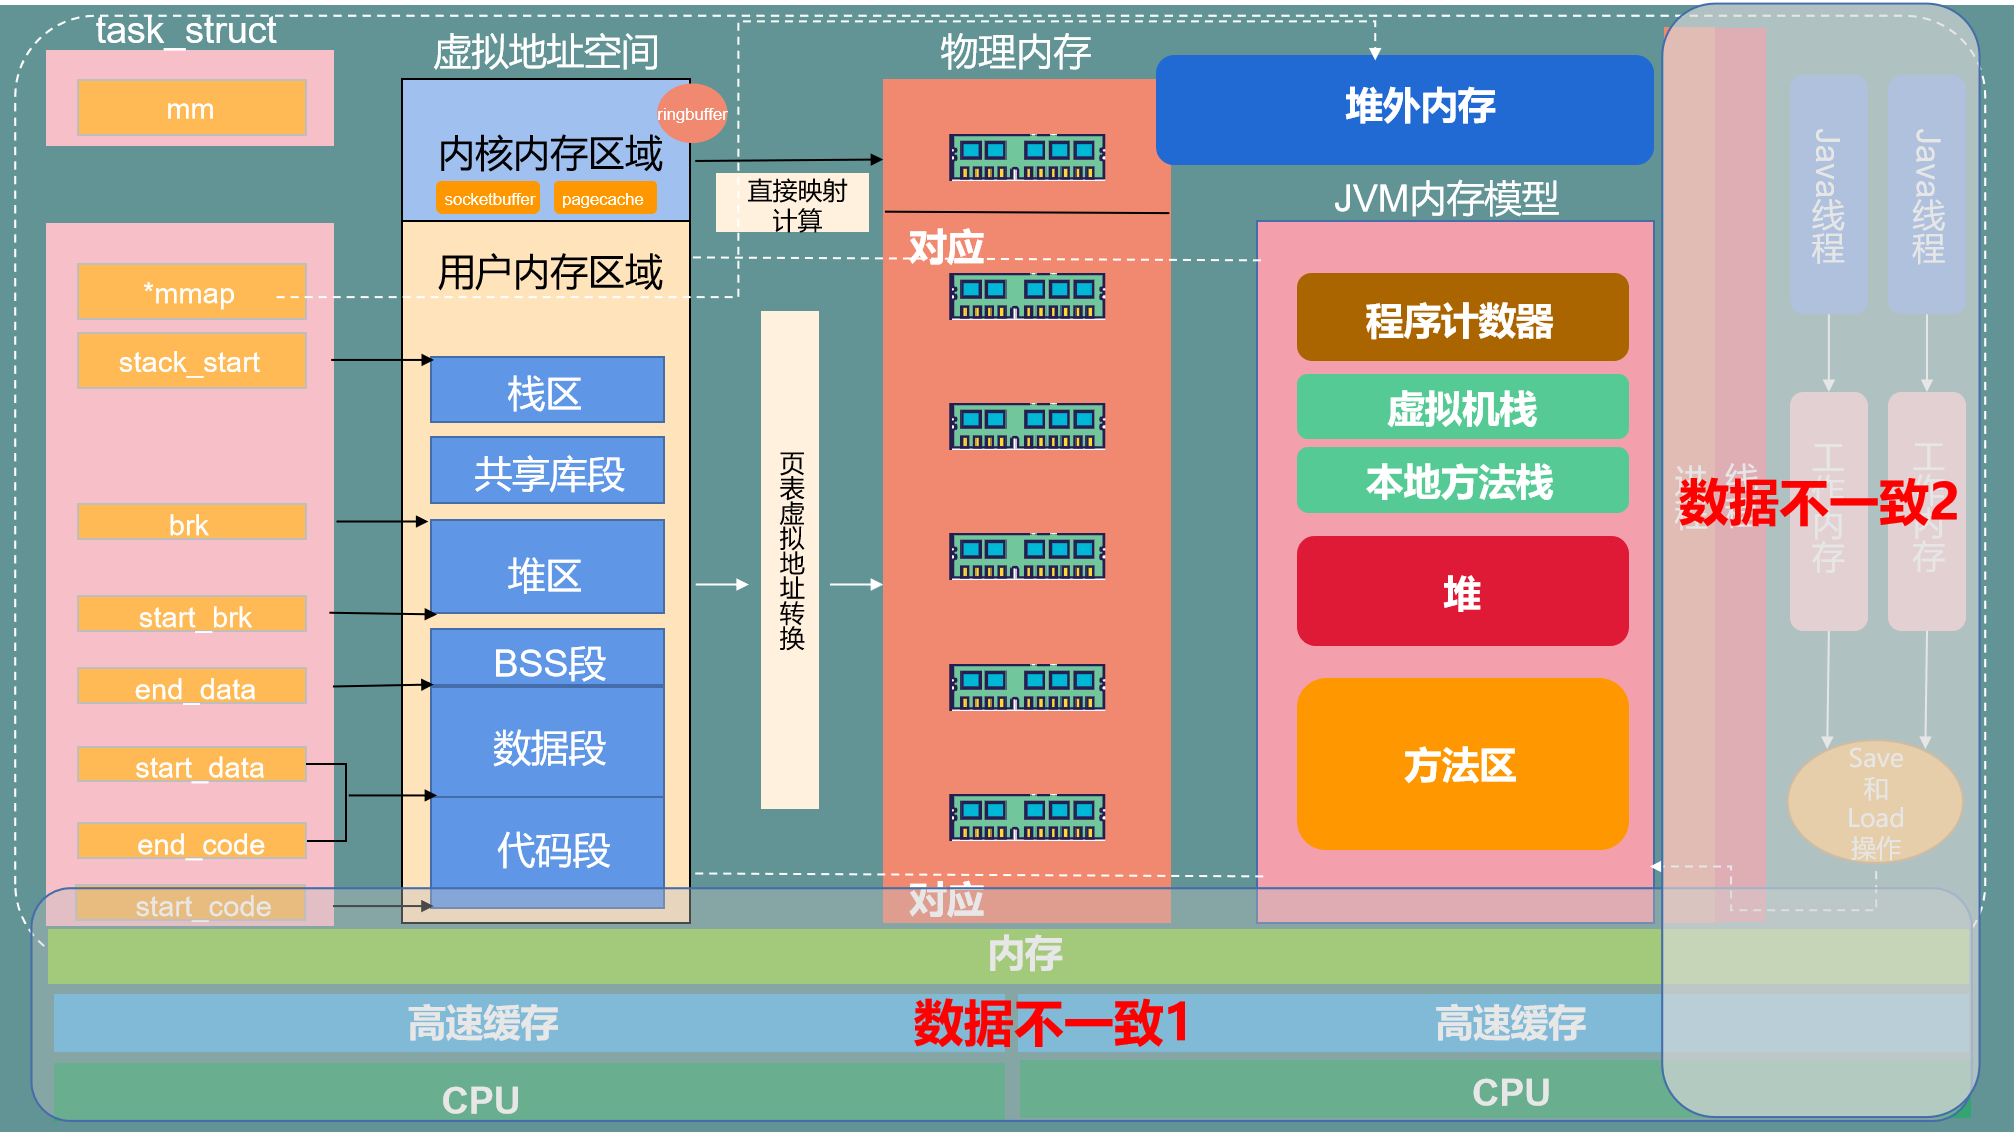 task_struct
mm
*mmap
stack_start
brk
start_brk
end_data
start_data
end_code
start_code
虚拟地址空间
ringbuffer
内核内存区域
socketbuffer
pagecache
用户内存区域
栈区
共享库段
堆区
BSS段
数据段
代码段
直接映射
计算
页表虚拟地址转换
物理内存
对应
对应
堆外内存
JVM内存模型
程序计数器
虚拟机栈
本地方法栈
堆
方法区
Java线程
Java线程
工作内存
工作内存
数据不一致2
Save
和
Load
操作
内存
高速缓存
数据不一致1
高速缓存
CPU
CPU